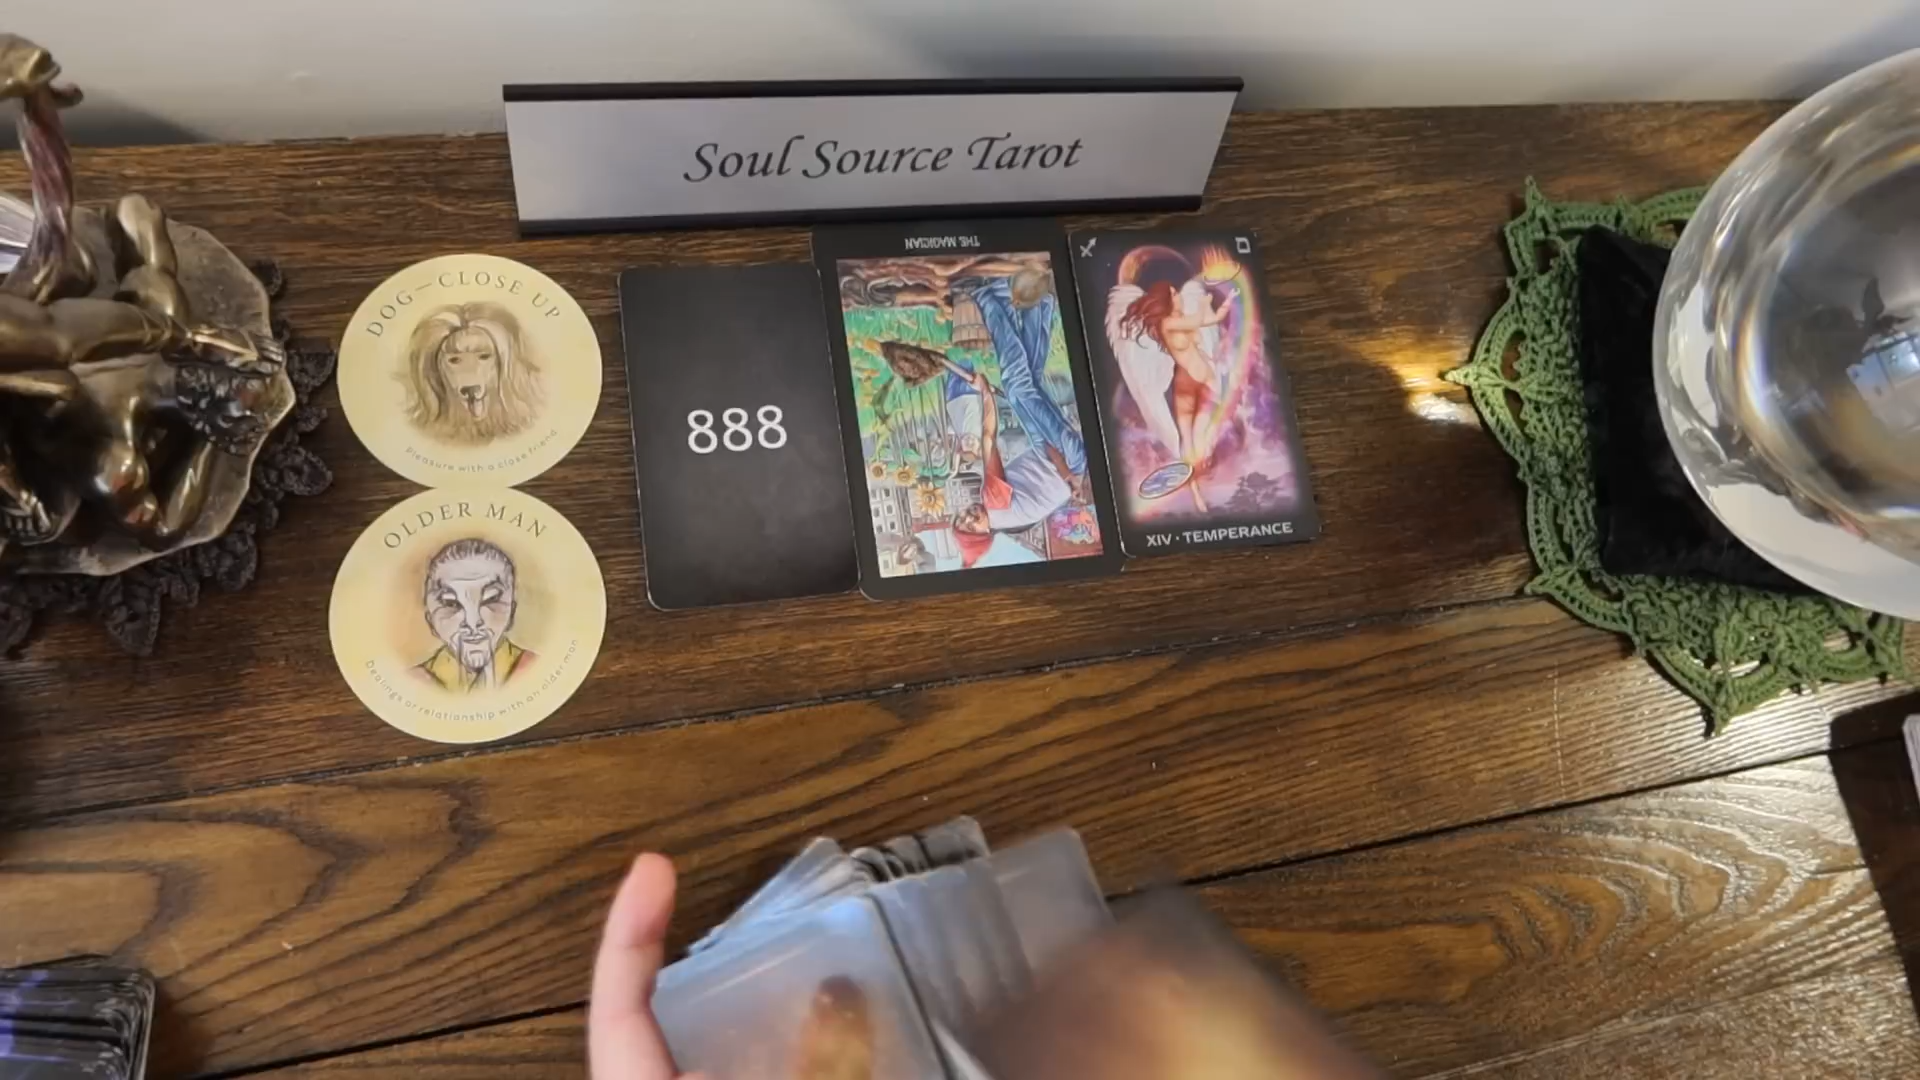 Soul Source Tarot
DOG—CLOSE UP
Pleasure with a close friend
OLDER MAN
Dealings or relationship with an older man
888
THE MAGICIAN
XIV • TEMPERANCE